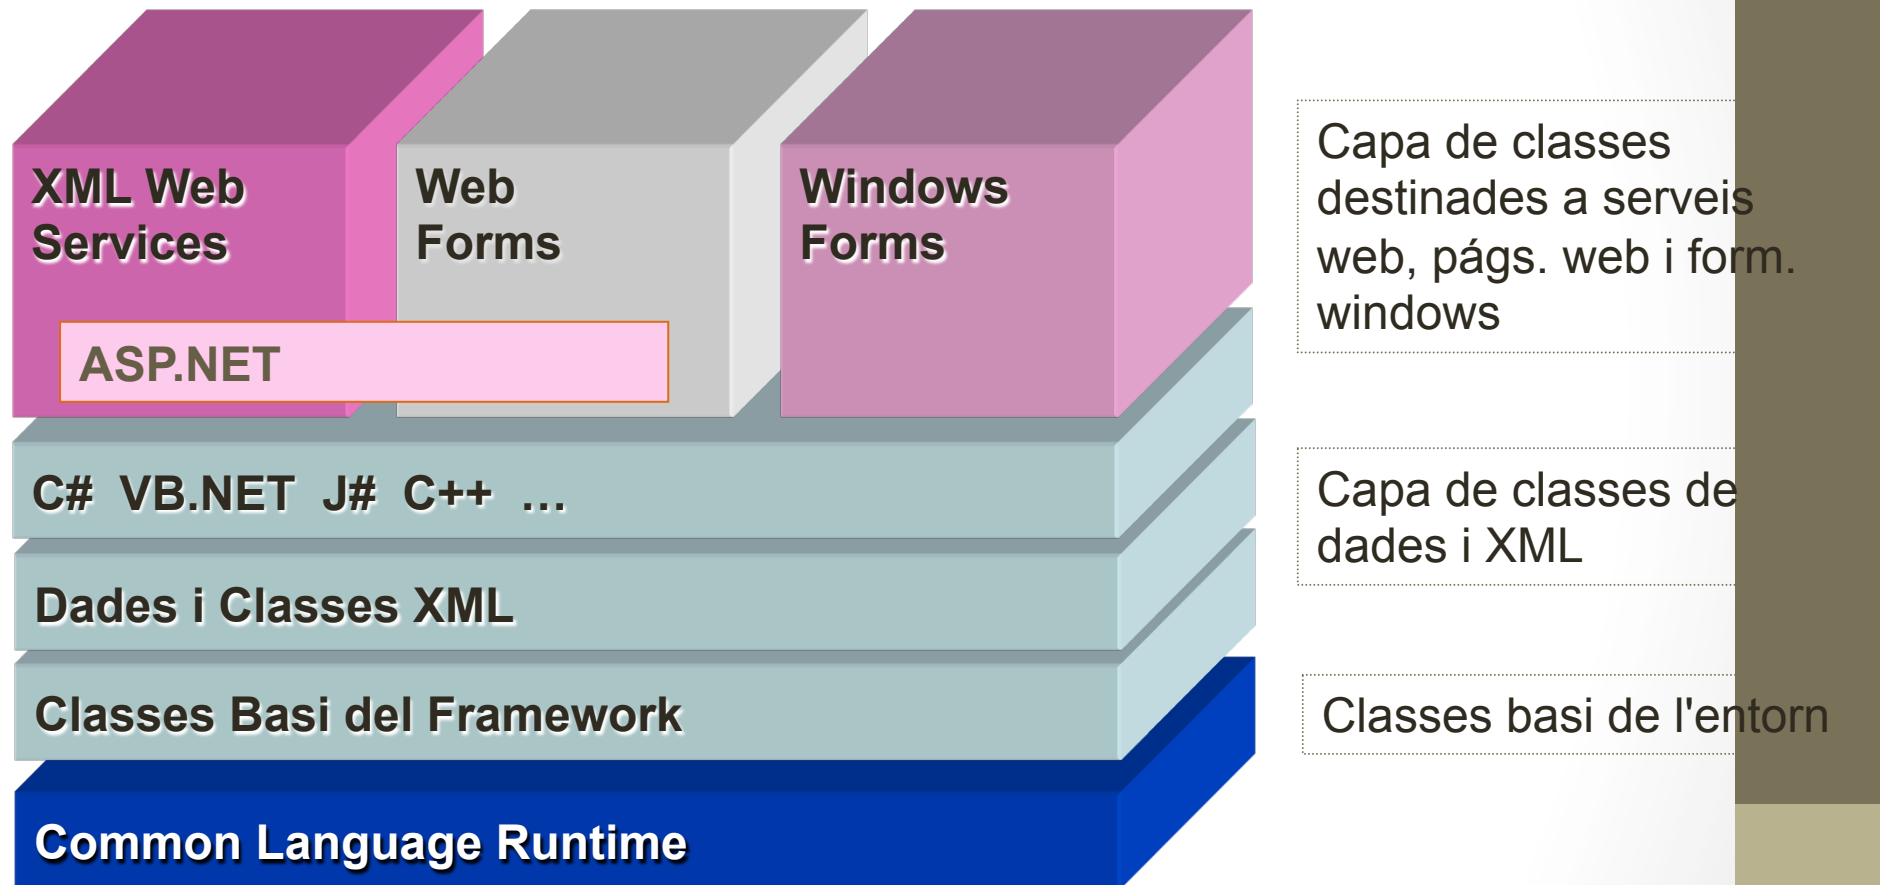 XML Web
Services
Web
Forms
Windows
Forms
ASP.NET
C# VB.NET J# C++ …
Dades i Classes XML
Classes Basi del Framework
Common Language Runtime
Capa de classes
destinades a serveis
web, págs. web i form.
windows
Capa de classes de
dades i XML
Classes basi de l'entorn